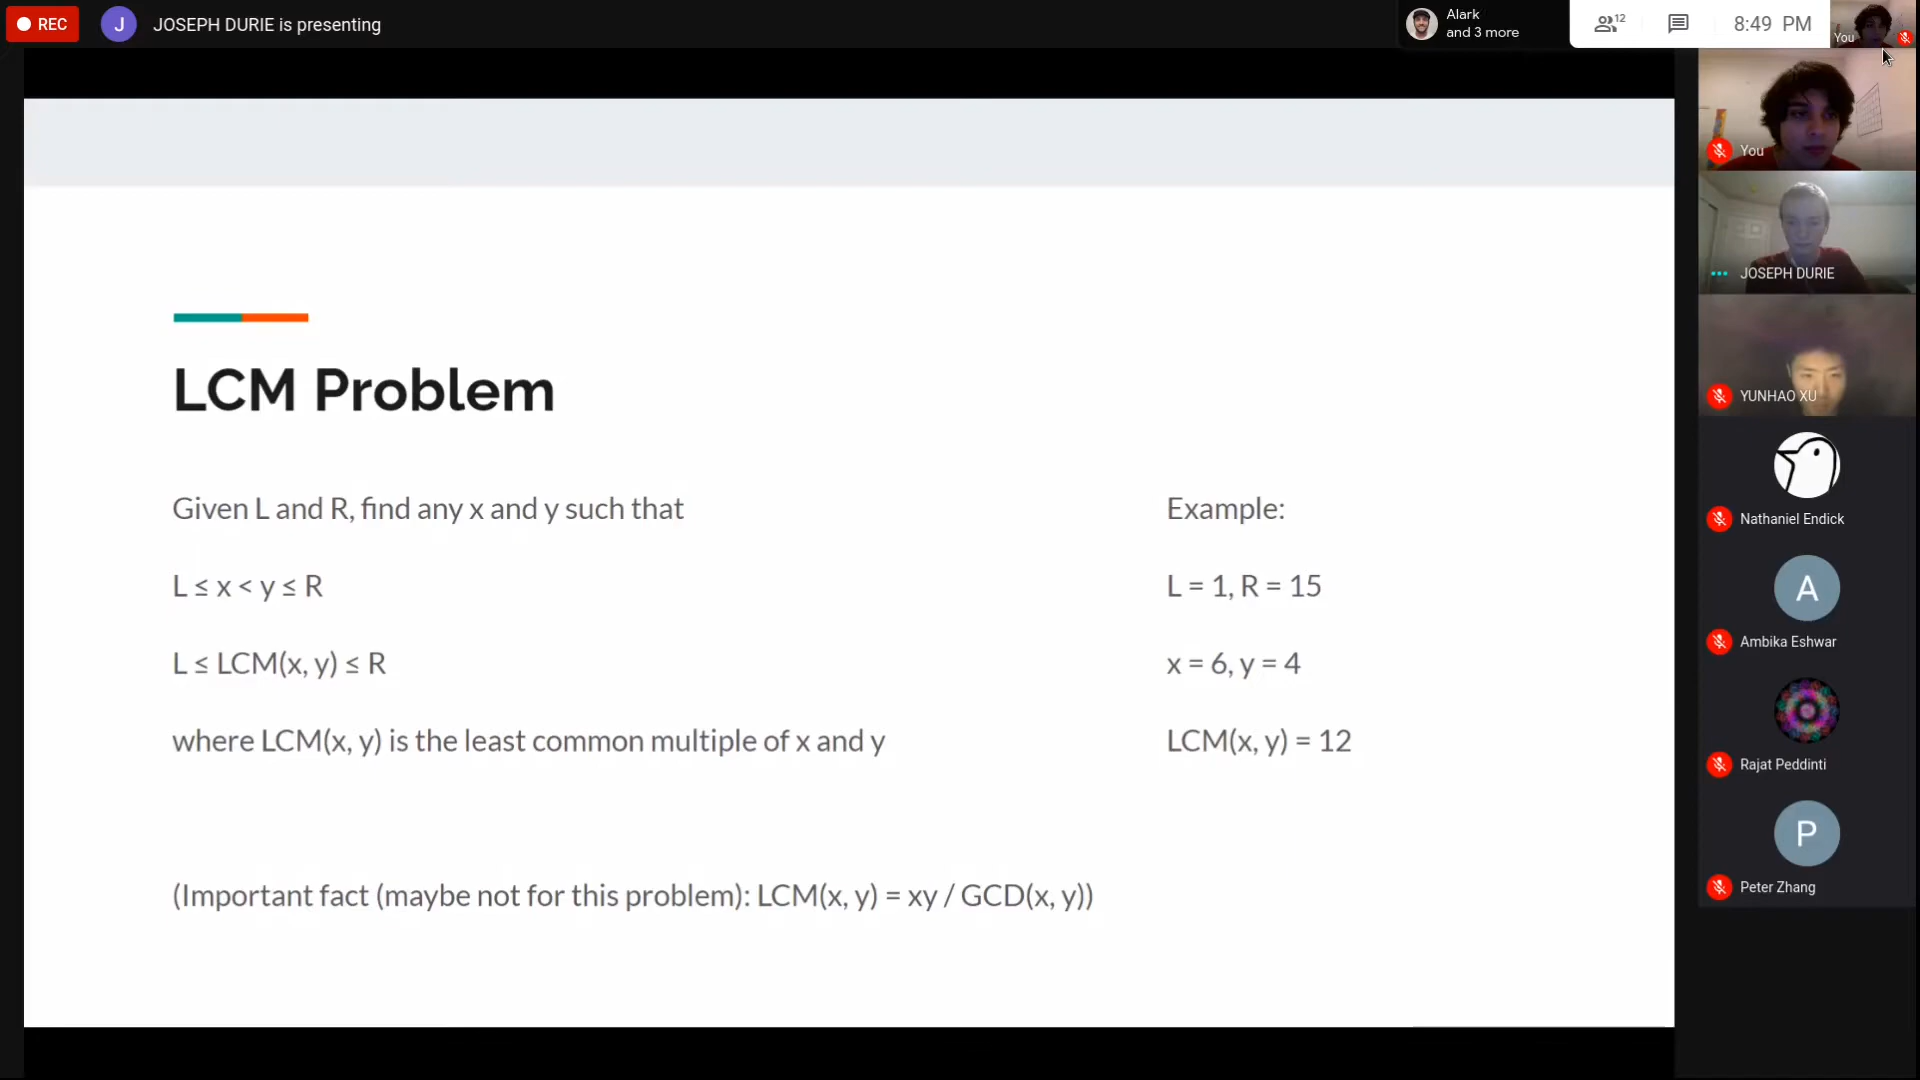 REC
J
JOSEPH DURIE is presenting
Alark
and 3 more
12
8:49 PM
You
You
JOSEPH DURIE
YUNHAO XU
Nathaniel Endick
A
Ambika Eshwar
Rajat Peddinti
P
Peter Zhang
LCM Problem
Given L and R, find any x and y such that
L ≤ x < y ≤ R
L ≤ LCM(x, y) ≤ R
where LCM(x, y) is the least common multiple of x and y
(Important fact (maybe not for this problem): LCM(x, y) = xy / GCD(x, y))
Example:
L = 1, R = 15
x = 6, y = 4
LCM(x, y) = 12